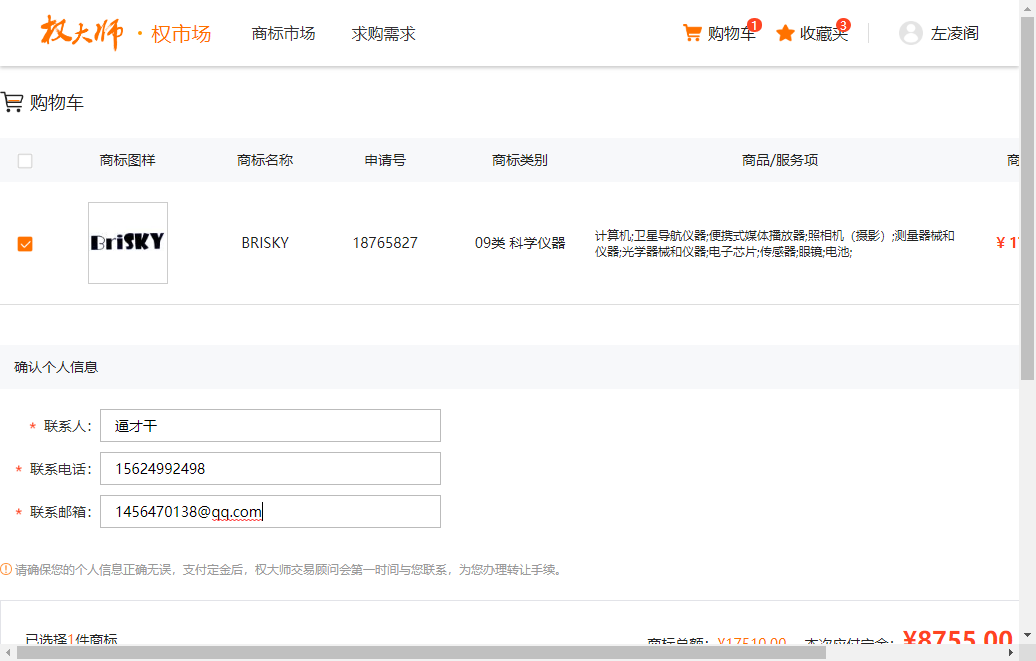 权大师 · 权市场 商标市场 求购需求 购物车 1 收藏夹 3 左凌阁
购物车
商标图样 商标名称 申请号 商标类别 商品/服务项 商
BriSKY BRISKY 18765827 09类 科学仪器 计算机;卫星导航仪器;便携式媒体播放器;照相机（摄影）;测量器械和
仪器;光学器械和仪器;电子芯片;传感器;眼镜;电池;
确认个人信息
* 联系人: 逼才干
* 联系电话: 15624992498
* 联系邮箱: 1456470138@qq.com
请确保您的个人信息正确无误，支付定金后，权大师交易顾问会第一时间与您联系，为您办理转让手续。
已选择1件商标 商标总额: ¥17510.00 本次应付定金: ¥8755.00